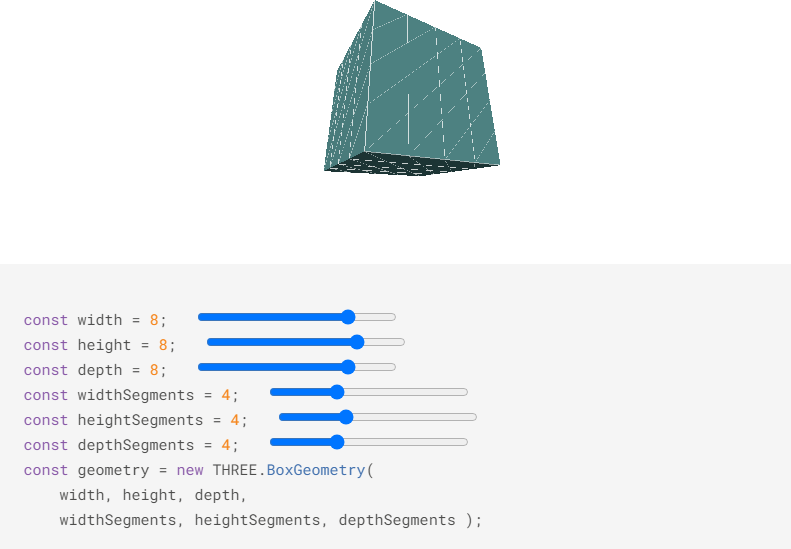 const width = 8;
const height = 8;
const depth = 8;
const widthSegments = 4;
const heightSegments = 4;
const depthSegments = 4;
const geometry = new THREE.BoxGeometry(
    width, height, depth,
    widthSegments, heightSegments, depthSegments );